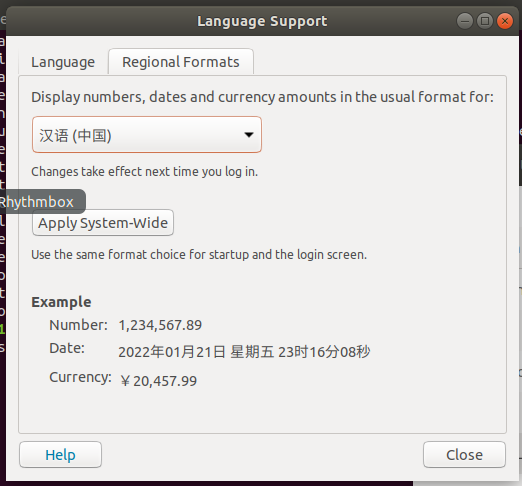 Language Support
Language Regional Formats
Display numbers, dates and currency amounts in the usual format for:
汉语 (中国)
Changes take effect next time you log in.
Rhythmbox
Apply System-Wide
Use the same format choice for startup and the login screen.
Example
Number: 1,234,567.89
Date: 2022年01月21日 星期五 23时16分08秒
Currency: ￥20,457.99
Help Close